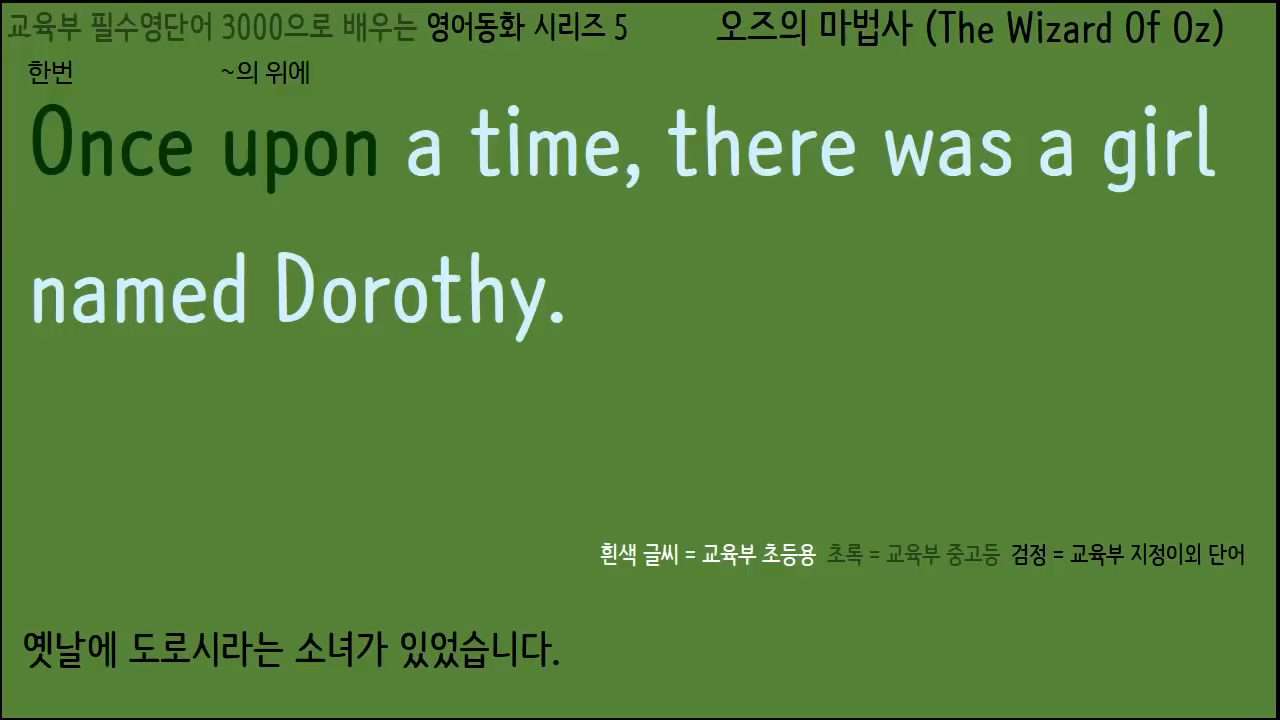 교육부 필수영단어 3000으로 배우는 영어동화 시리즈 5 오즈의 마법사 (The Wizard Of Oz)
한번 ~의 위에
Once upon a time, there was a girl
named Dorothy.
흰색 글씨 = 교육부 초등용 초록 = 교육부 중고등 검정 = 교육부 지정이외 단어
옛날에 도로시라는 소녀가 있었습니다.